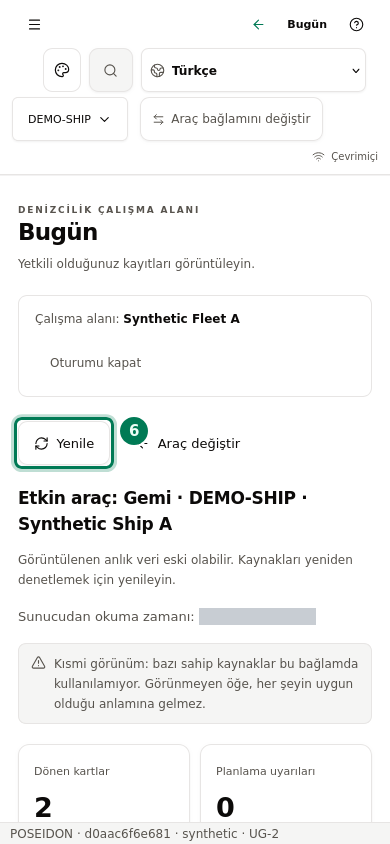 Bugün
Türkçe
DEMO-SHIP
Araç bağlamını değiştir
Çevrimiçi
DENİZCİLİK ÇALIŞMA ALANI
Bugün
Yetkili olduğunuz kayıtları görüntüleyin.
Çalışma alanı: Synthetic Fleet A
Oturumu kapat
Yenile
6
Araç değiştir
Etkin araç: Gemi · DEMO-SHIP ·
Synthetic Ship A
Görüntülenen anlık veri eski olabilir. Kaynakları yeniden
denetlemek için yenileyin.
Sunucudan okuma zamanı:
Kısmi görünüm: bazı sahip kaynaklar bu bağlamda
kullanılamıyor. Görünmeyen öğe, her şeyin uygun
olduğu anlamına gelmez.
Dönen kartlar
2
Planlama uyarıları
0
POSEIDON · d0aac6f6e681 · synthetic · UG-2